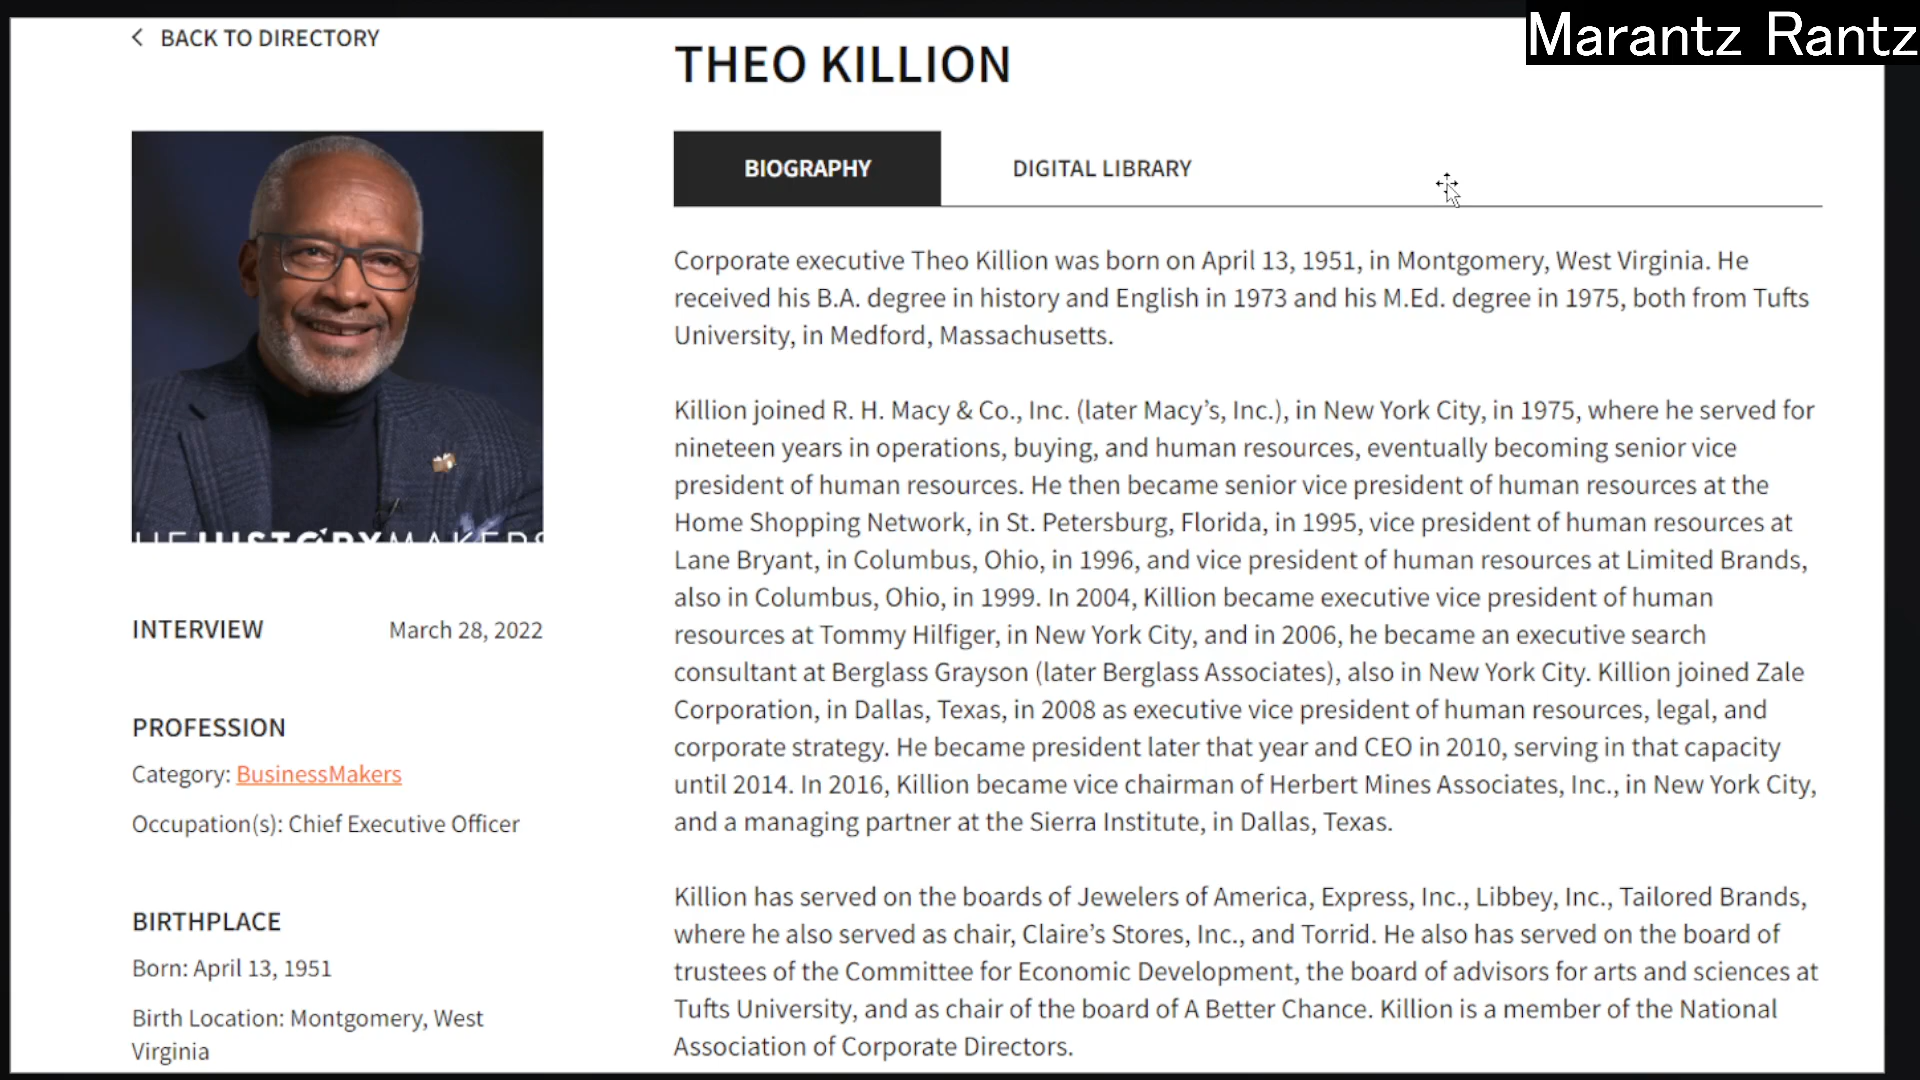 Marantz Rantz
BACK TO DIRECTORY
THEO KILLION
BIOGRAPHY
DIGITAL LIBRARY
Corporate executive Theo Killion was born on April 13, 1951, in Montgomery, West Virginia. He
received his B.A. degree in history and English in 1973 and his M.Ed. degree in 1975, both from Tufts
University, in Medford, Massachusetts.
Killion joined R. H. Macy & Co., Inc. (later Macy’s, Inc.), in New York City, in 1975, where he served for
nineteen years in operations, buying, and human resources, eventually becoming senior vice
president of human resources. He then became senior vice president of human resources at the
Home Shopping Network, in St. Petersburg, Florida, in 1995, vice president of human resources at
Lane Bryant, in Columbus, Ohio, in 1996, and vice president of human resources at Limited Brands,
also in Columbus, Ohio, in 1999. In 2004, Killion became executive vice president of human
resources at Tommy Hilfiger, in New York City, and in 2006, he became an executive search
consultant at Berglass Grayson (later Berglass Associates), also in New York City. Killion joined Zale
Corporation, in Dallas, Texas, in 2008 as executive vice president of human resources, legal, and
corporate strategy. He became president later that year and CEO in 2010, serving in that capacity
until 2014. In 2016, Killion became vice chairman of Herbert Mines Associates, Inc., in New York City,
and a managing partner at the Sierra Institute, in Dallas, Texas.
Killion has served on the boards of Jewelers of America, Express, Inc., Libbey, Inc., Tailored Brands,
where he also served as chair, Claire’s Stores, Inc., and Torrid. He also has served on the board of
trustees of the Committee for Economic Development, the board of advisors for arts and sciences at
Tufts University, and as chair of the board of A Better Chance. Killion is a member of the National
Association of Corporate Directors.
HE HISTORYMAKERS
INTERVIEW March 28, 2022
PROFESSION
Category: BusinessMakers
Occupation(s): Chief Executive Officer
BIRTHPLACE
Born: April 13, 1951
Birth Location: Montgomery, West
Virginia